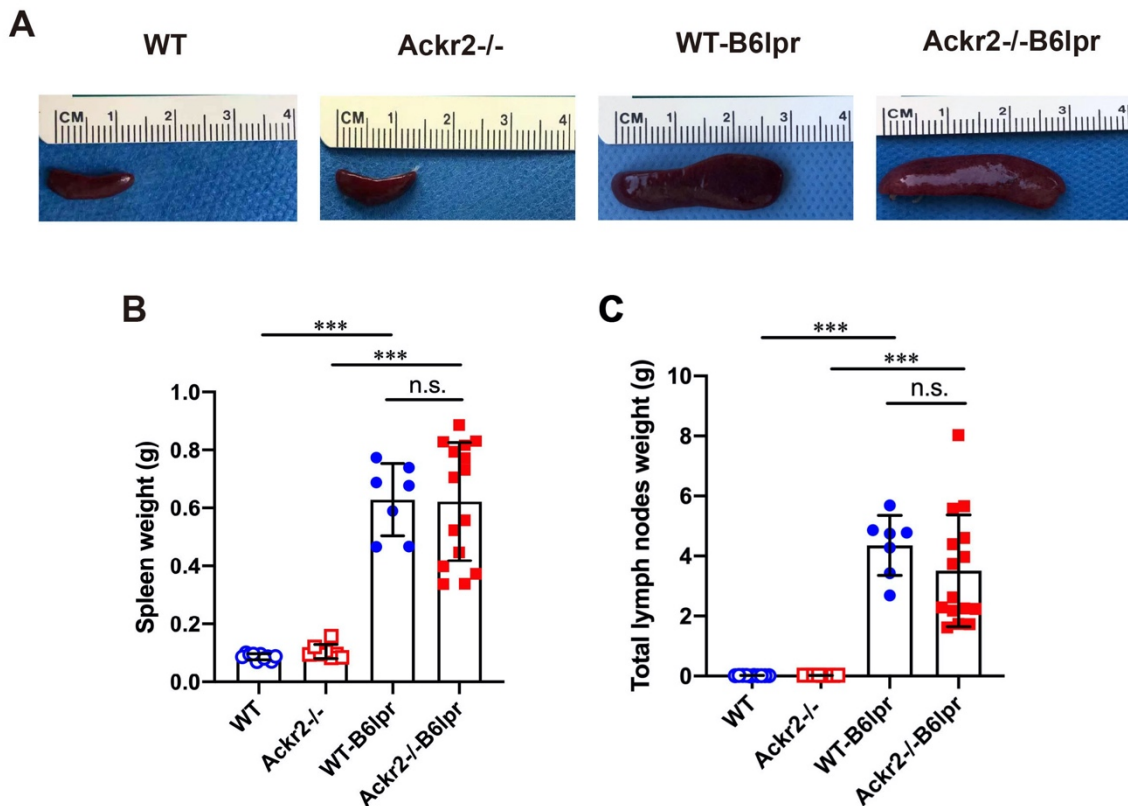 A
WT
Ackr2-/-
WT-B6lpr
Ackr2-/-B6lpr
CM 1 2 3 4
CM 1 2 3 4
CM 1 2 3 4
CM 1 2 3 4
B
***
***
n.s.
Spleen weight (g)
1.0
0.8
0.6
0.4
0.2
0.0
WT
Ackr2-/-
WT-B6lpr
Ackr2-/-B6lpr
C
***
***
n.s.
Total lymph nodes weight (g)
10
8
6
4
2
0
WT
Ackr2-/-
WT-B6lpr
Ackr2-/-B6lpr